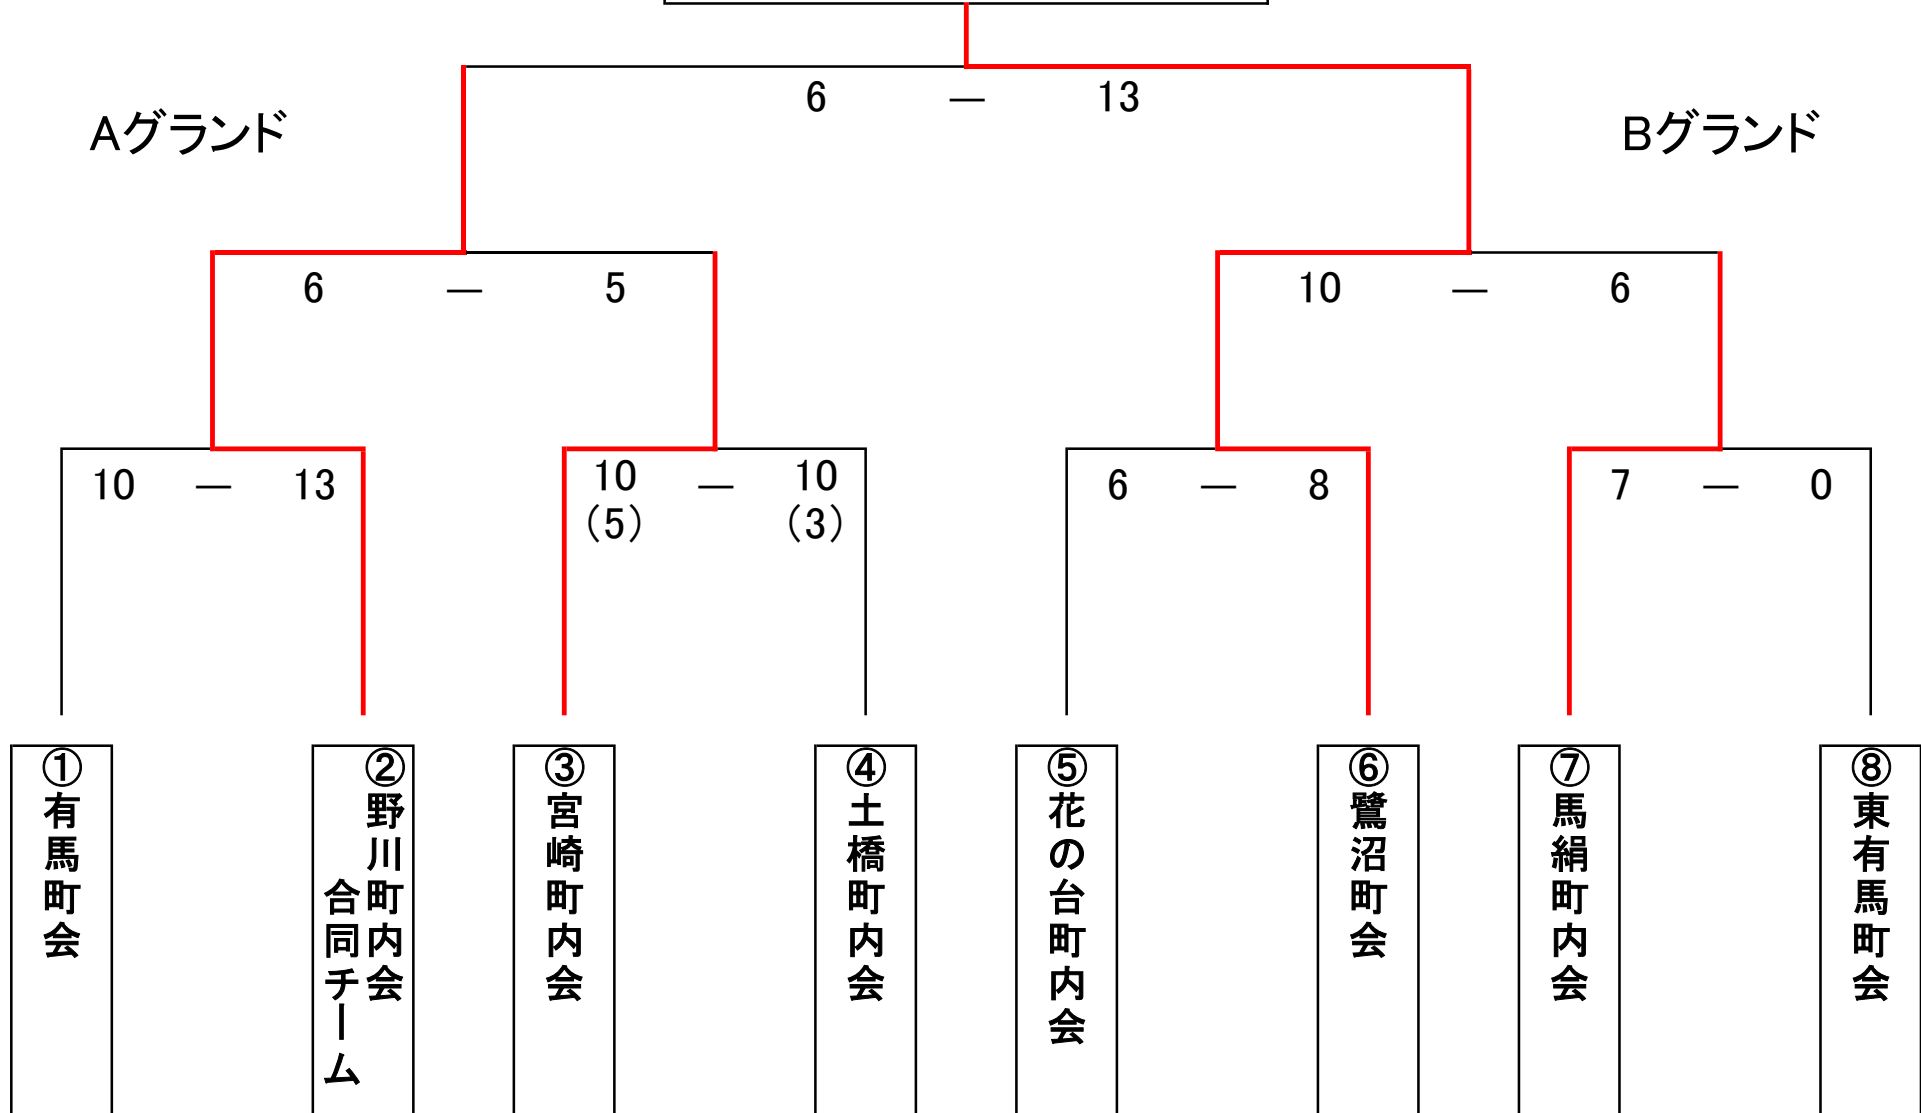 6 — 13
Aグランド
Bグランド
6 — 5
10 — 6
10 — 13
10 — 10
(5) (3)
6 — 8
7 — 0
①有馬町会
②野川町内会
合同チーム
③宮崎町内会
④土橋町内会
⑤花の台町内会
⑥鷺沼町会
⑦馬絹町内会
⑧東有馬町会